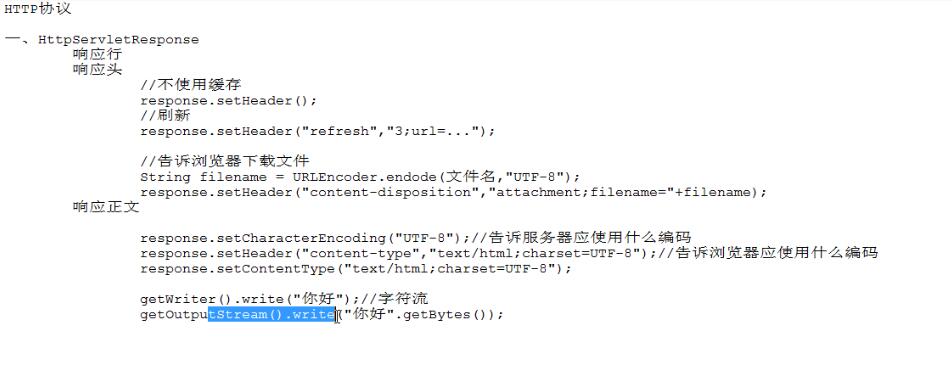 HTTP协议
一、HttpServletResponse
响应行
响应头
//不使用缓存
response.setHeader();
//刷新
response.setHeader("refresh","3;url=...");
//告诉浏览器下载文件
String filename = URLEncoder.endode(文件名,"UTF-8");
response.setHeader("content-disposition","attachment;filename="+filename);
响应正文
response.setCharacterEncoding("UTF-8");//告诉服务器应使用什么编码
response.setHeader("content-type","text/html;charset=UTF-8");//告诉浏览器应使用什么编码
response.setContentType("text/html;charset=UTF-8");
getWriter().write("你好");//字符流
getOutputStream().write("你好".getBytes());